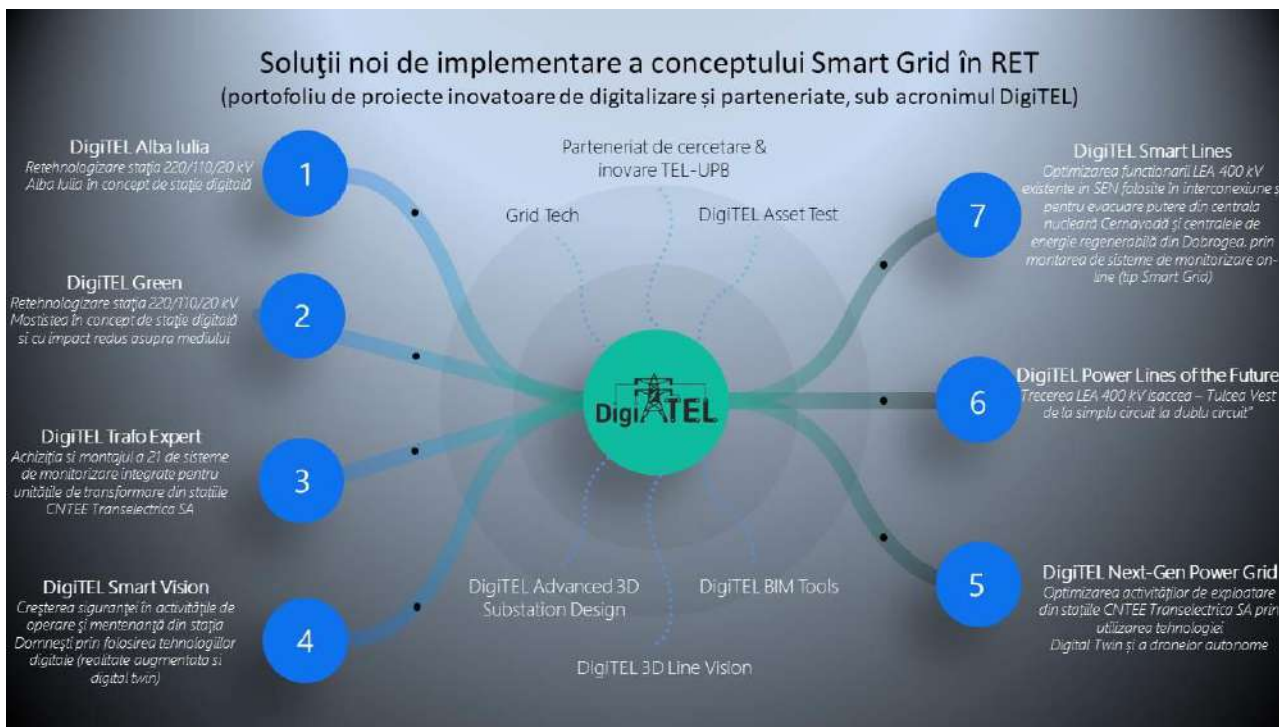 Soluții noi de implementare a conceptului Smart Grid în RET
(portofoliu de proiecte inovatoare de digitalizare și parteneriate, sub acronimul DigiTEL)
DigiTEL Alba Iulia
Retehnologizare stația 220/110/20 kV
Alba Iulia în concept de stație digitală
1
DigiTEL Green
Retehnologizare stația 220/110/20 kV
Mostistea în concept de stație digitală
si cu impact redus asupra mediului
2
DigiTEL Trafo Expert
Achiziția si montajul a 21 de sisteme
de monitorizare integrate pentru
unitățile de transformare din stațiile
CNTEE Transelectrica SA
3
DigiTEL Smart Vision
Creșterea siguranței în activitățile de
operare și mentenanță din stația
Domnești prin folosirea tehnologiilor
digitale (realitate augmentata si
digital twin)
4
Parteneriat de cercetare &
inovare TEL-UPB
Grid Tech
DigiTEL Asset Test
DigiTEL
DigiTEL Advanced 3D
Substation Design
DigiTEL BIM Tools
DigiTEL 3D Line Vision
7
DigiTEL Smart Lines
Optimizarea functionarii LEA 400 kV
existente in SEN folosite în interconexiune s
pentru evacuare putere din centrala
nucleară Cernavodă și centralele de
energie regenerabilă din Dobrogea, prin
montarea de sisteme de monitorizare on-
line (tip Smart Grid)
6
DigiTEL Power Lines of the Future
Trecerea LEA 400 kV Isaccea – Tulcea Vest
de la simplu circuit la dublu circuit"
5
DigiTEL Next-Gen Power Grid
Optimizarea activităților de exploatare
din stațiile CNTEE Transelectrica SA prin
utilizarea tehnologiei
Digital Twin și a dronelor autonome